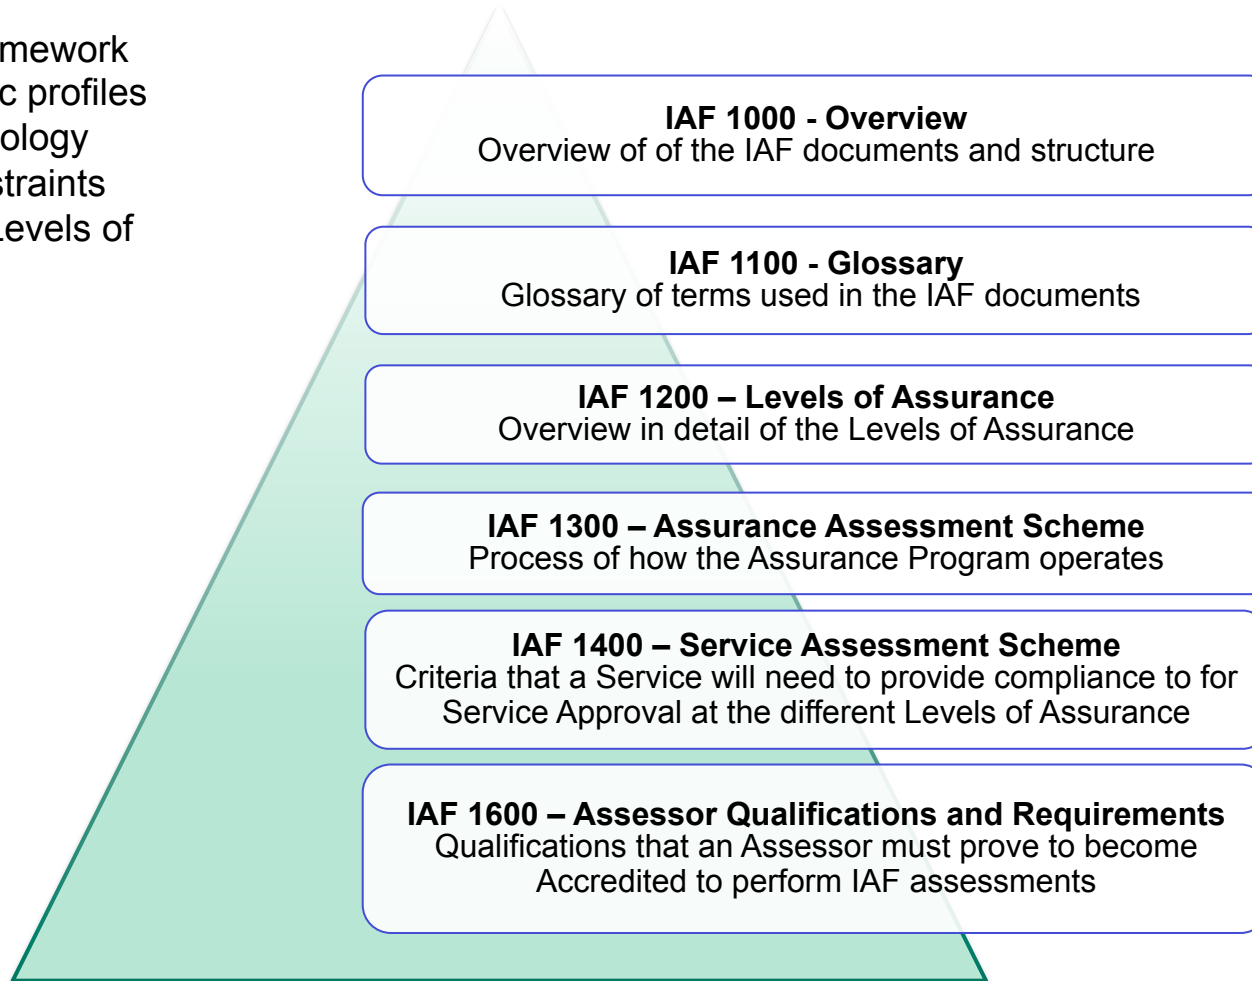 mework
c profiles
ology
straints
Levels of
IAF 1000 - Overview
Overview of of the IAF documents and structure
IAF 1100 - Glossary
Glossary of terms used in the IAF documents
IAF 1200 – Levels of Assurance
Overview in detail of the Levels of Assurance
IAF 1300 – Assurance Assessment Scheme
Process of how the Assurance Program operates
IAF 1400 – Service Assessment Scheme
Criteria that a Service will need to provide compliance to for
Service Approval at the different Levels of Assurance
IAF 1600 – Assessor Qualifications and Requirements
Qualifications that an Assessor must prove to become
Accredited to perform IAF assessments